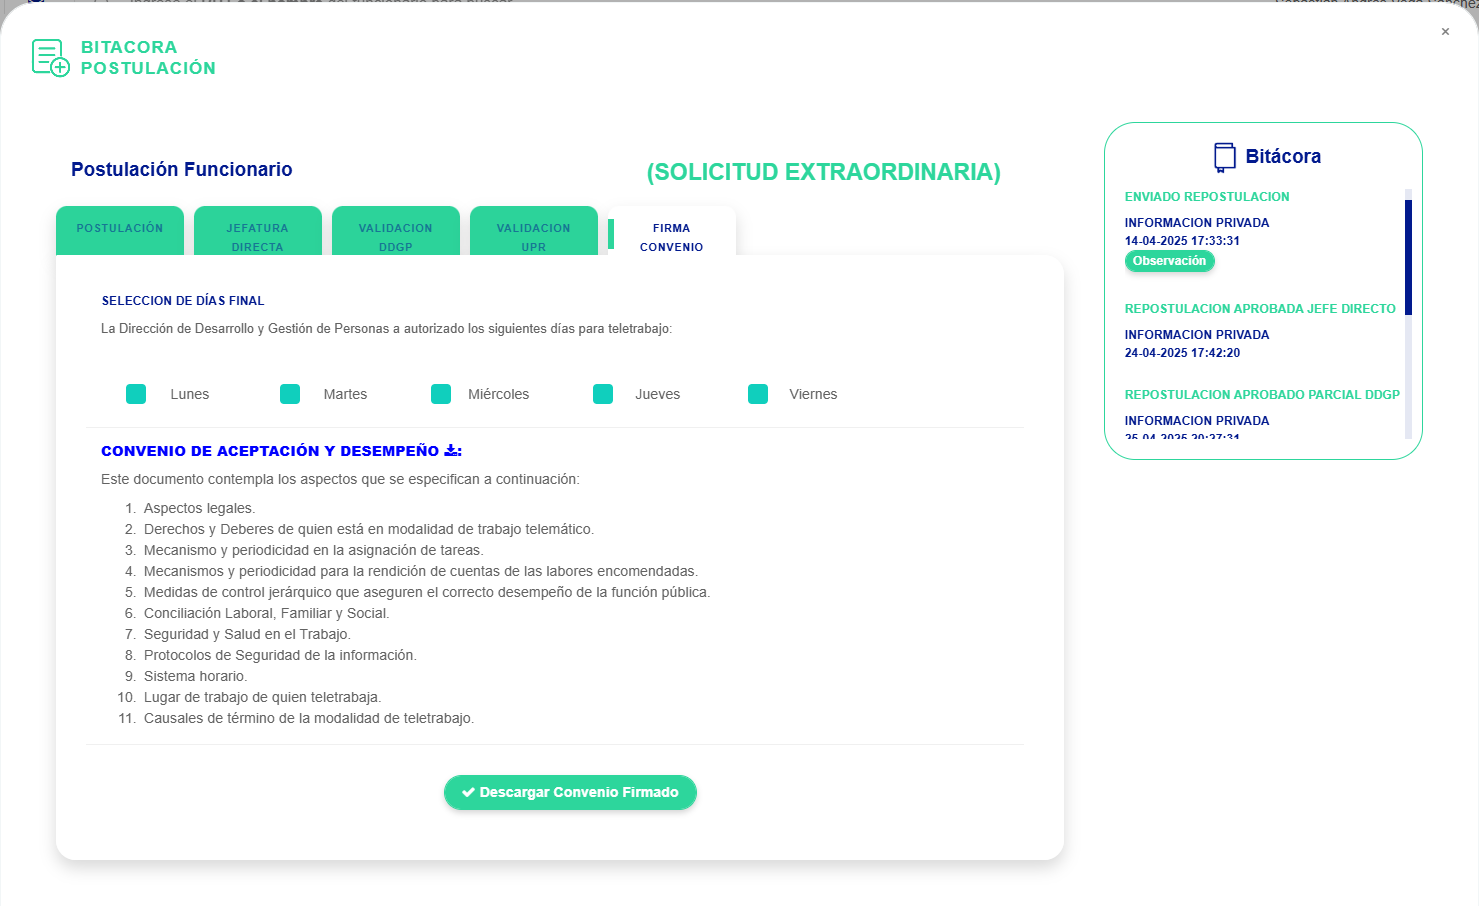 BITACORA
POSTULACIÓN
×
Postulación Funcionario
(SOLICITUD EXTRAORDINARIA)
POSTULACIÓN
JEFATURA
DIRECTA
VALIDACION
DDGP
VALIDACION
UPR
FIRMA
CONVENIO
SELECCION DE DÍAS FINAL
La Dirección de Desarrollo y Gestión de Personas a autorizado los siguientes días para teletrabajo:
Lunes
Martes
Miércoles
Jueves
Viernes
CONVENIO DE ACEPTACIÓN Y DESEMPEÑO :
Este documento contempla los aspectos que se especifican a continuación:
1. Aspectos legales.
2. Derechos y Deberes de quien está en modalidad de trabajo telemático.
3. Mecanismo y periodicidad en la asignación de tareas.
4. Mecanismos y periodicidad para la rendición de cuentas de las labores encomendadas.
5. Medidas de control jerárquico que aseguren el correcto desempeño de la función pública.
6. Conciliación Laboral, Familiar y Social.
7. Seguridad y Salud en el Trabajo.
8. Protocolos de Seguridad de la información.
9. Sistema horario.
10. Lugar de trabajo de quien teletrabaja.
11. Causales de término de la modalidad de teletrabajo.
Descargar Convenio Firmado
Bitácora
ENVIADO REPOSTULACION
INFORMACION PRIVADA
14-04-2025 17:33:31
Observación
REPOSTULACION APROBADA JEFE DIRECTO
INFORMACION PRIVADA
24-04-2025 17:42:20
REPOSTULACION APROBADO PARCIAL DDGP
INFORMACION PRIVADA
25-04-2025 20:27:31